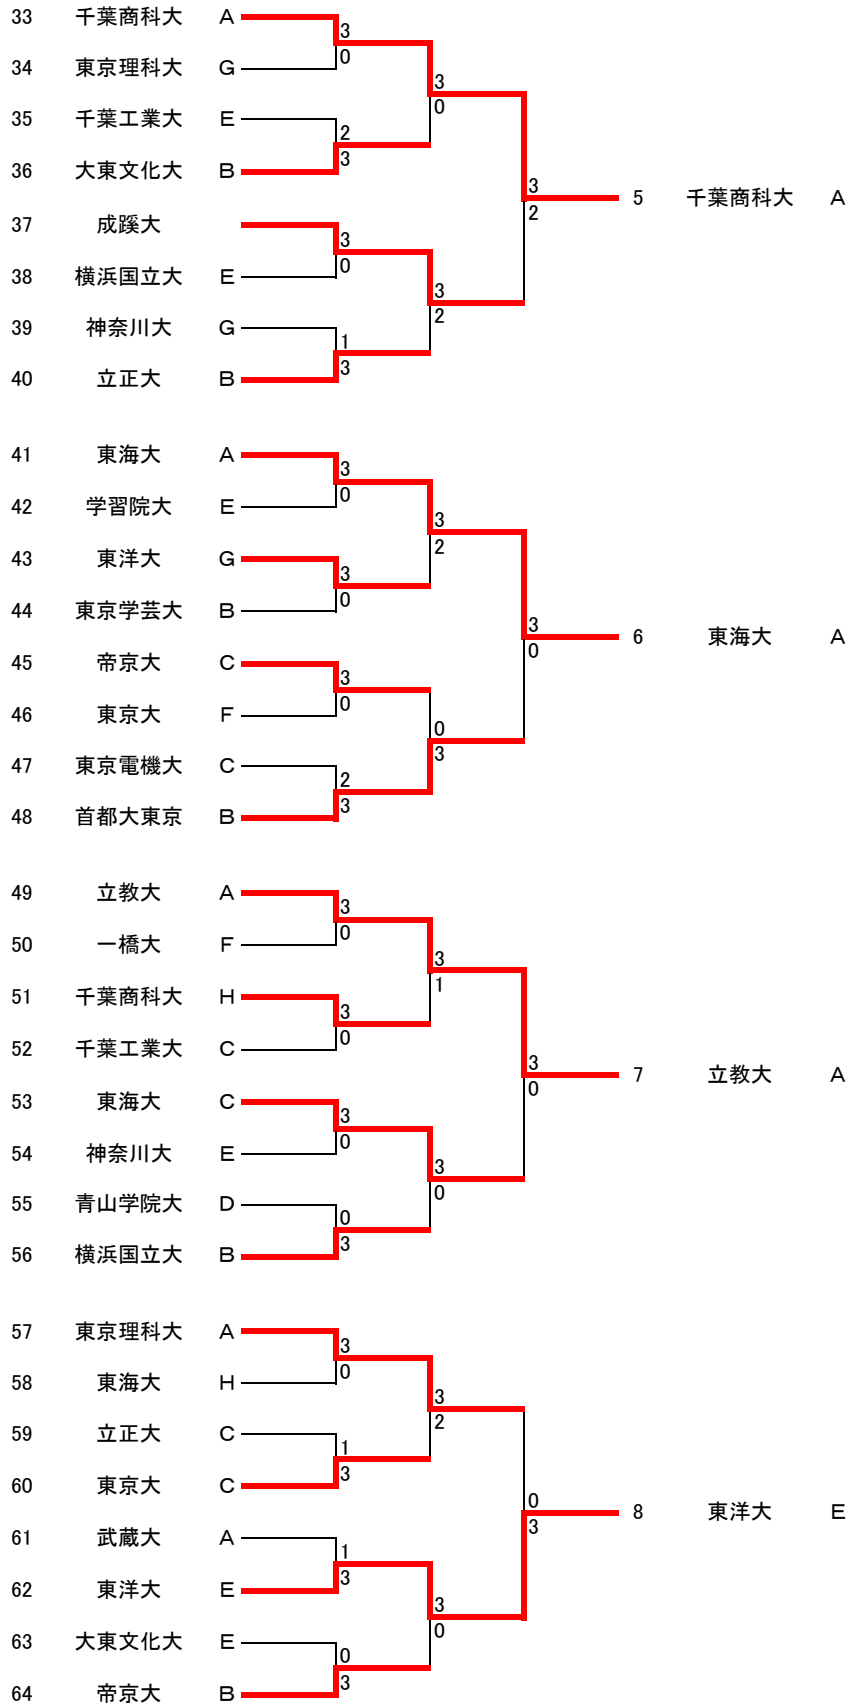 33 千葉商科大 A
3
0
34 東京理科大 G
3
0
35 千葉工業大 E
2
3
36 大東文化大 B
3
2
5 千葉商科大 A
37 成蹊大
3
0
38 横浜国立大 E
3
2
39 神奈川大 G
1
3
40 立正大 B
41 東海大 A
3
0
42 学習院大 E
3
2
43 東洋大 G
3
0
44 東京学芸大 B
3
0
6 東海大 A
45 帝京大 C
3
0
46 東京大 F
0
3
47 東京電機大 C
2
3
48 首都大東京 B
49 立教大 A
3
0
50 一橋大 F
3
1
51 千葉商科大 H
3
0
52 千葉工業大 C
3
0
7 立教大 A
53 東海大 C
3
0
54 神奈川大 E
3
0
55 青山学院大 D
0
3
56 横浜国立大 B
57 東京理科大 A
3
0
58 東海大 H
3
2
59 立正大 C
1
3
60 東京大 C
0
3
8 東洋大 E
61 武蔵大 A
1
3
62 東洋大 E
3
0
63 大東文化大 E
0
3
64 帝京大 B